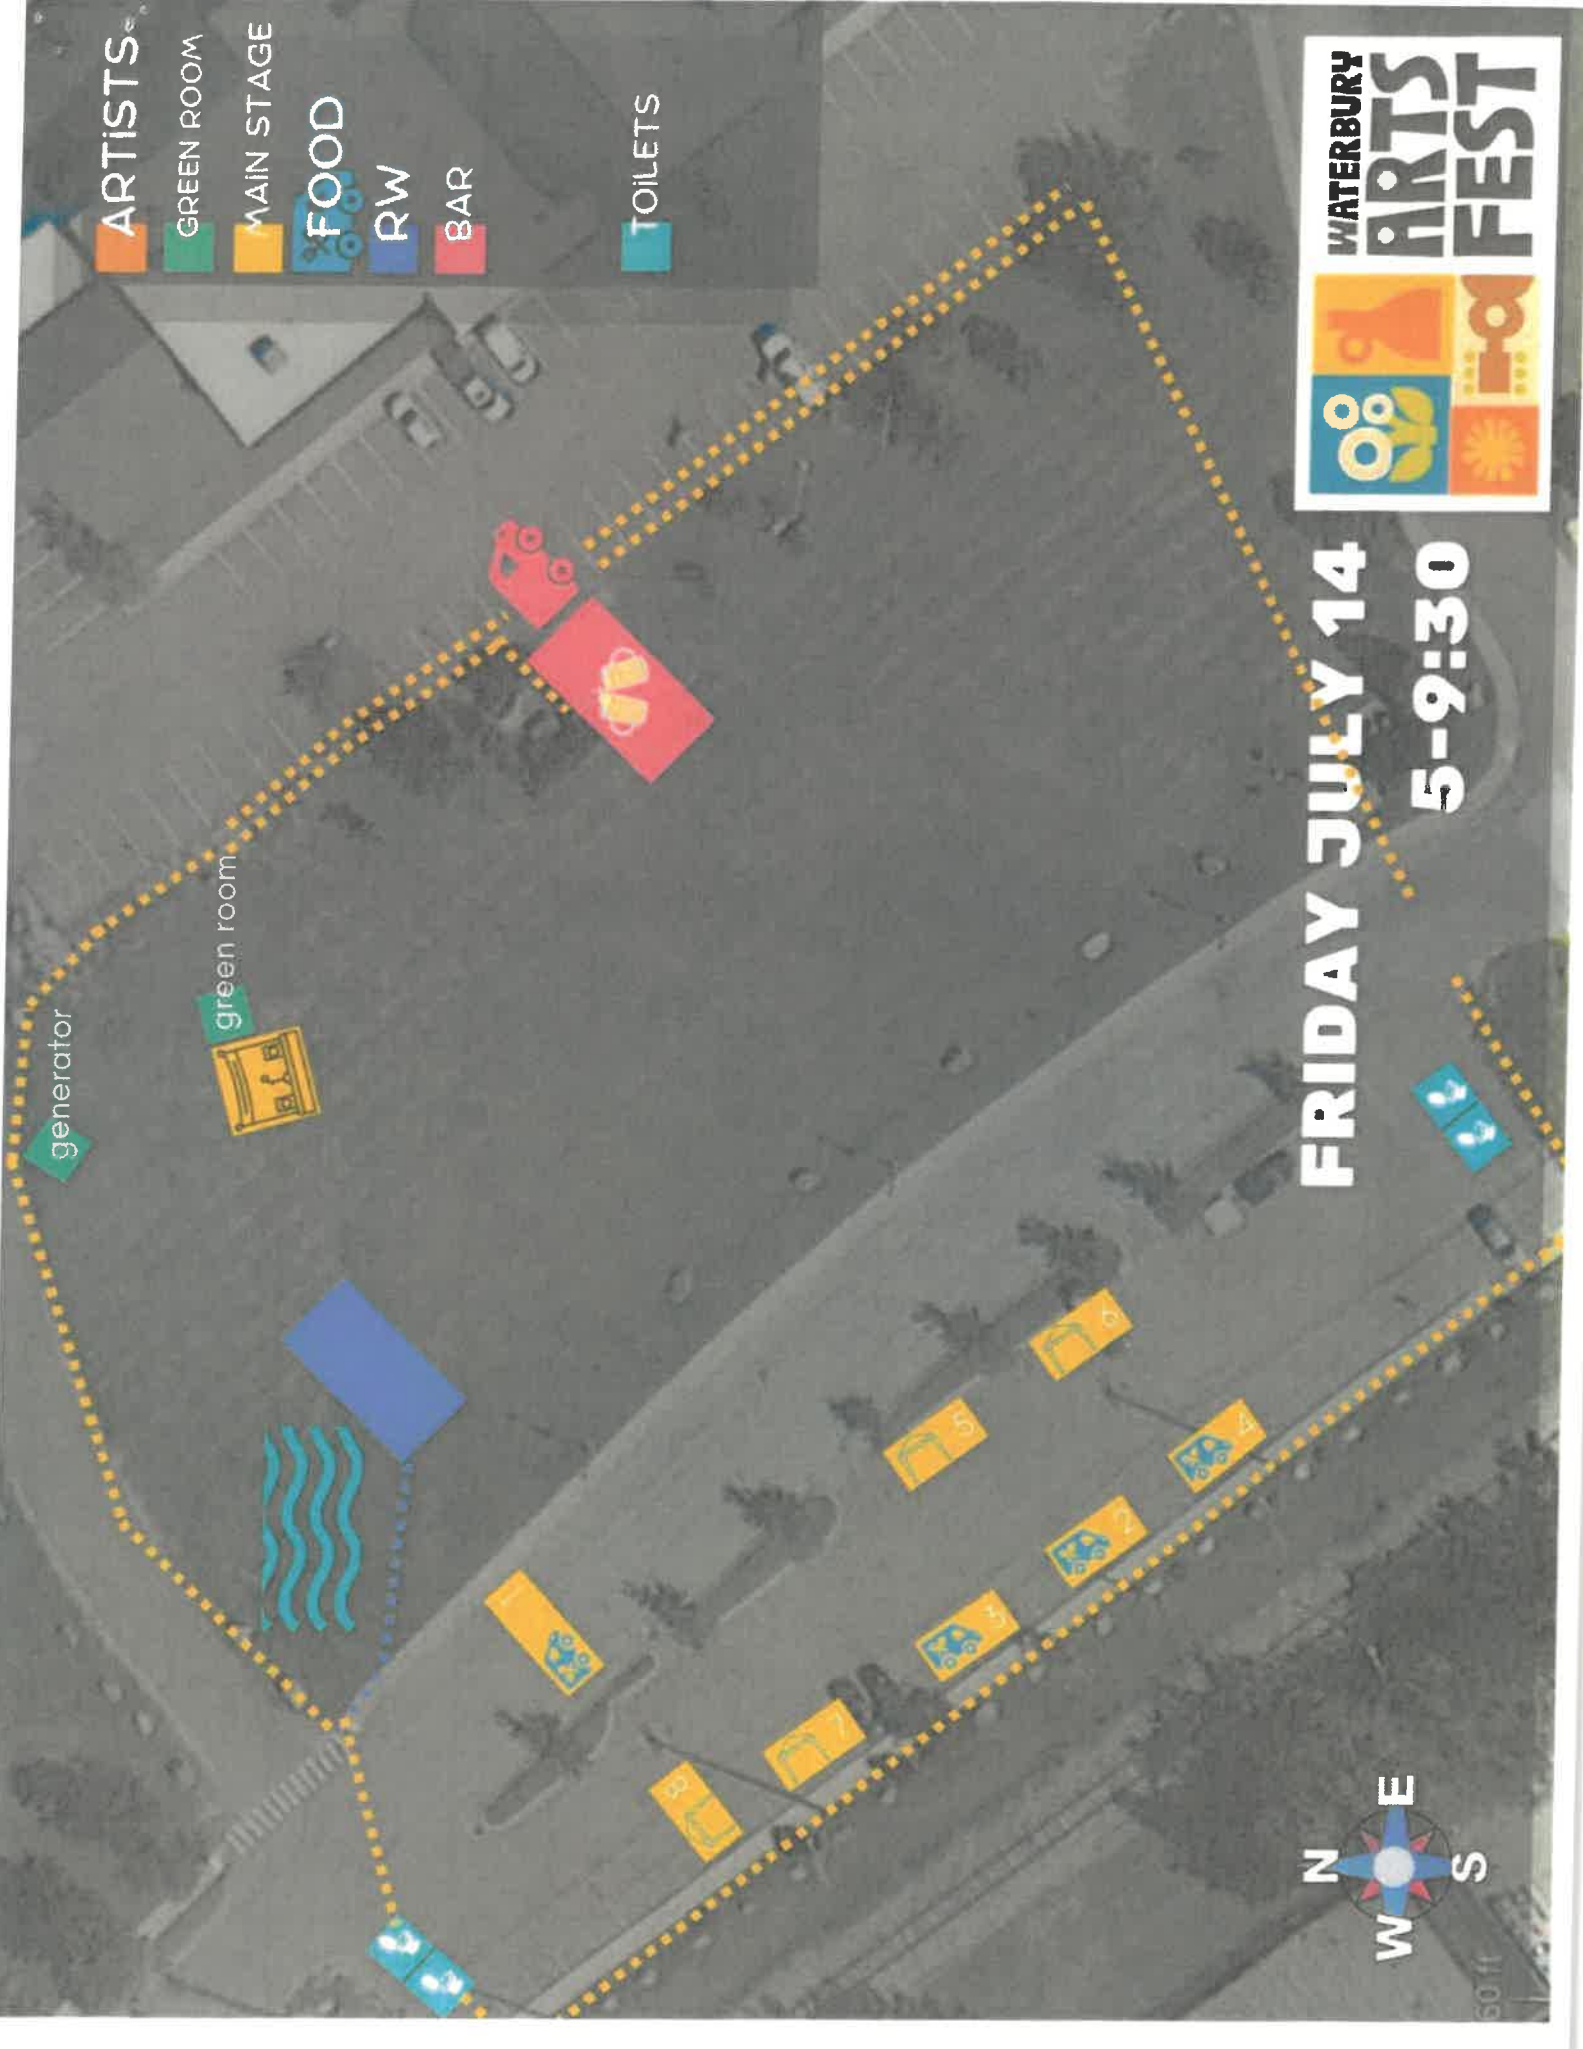 ARTISTS
GREEN ROOM
MAIN STAGE
FOOD
RW
BAR
TOILETS
generator
green room
1
8
7
3
2
4
5
6
WATERBURY
ARTS
FEST
FRIDAY JULY 14
5-9:30
N
W E
S
60 ft